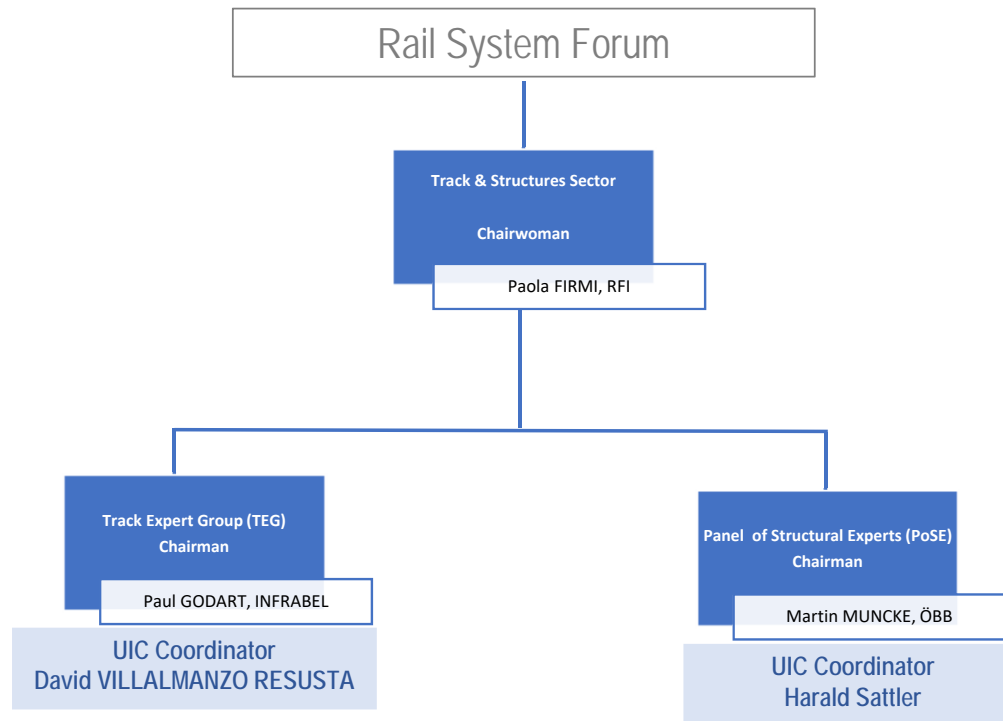 Rail System Forum
Track & Structures Sector
Chairwoman
Paola FIRMI, RFI
Track Expert Group (TEG)
Chairman
Paul GODART, INFRABEL
UIC Coordinator
David VILLALMANZO RESUSTA
Panel of Structural Experts (PoSE)
Chairman
Martin MUNCKE, ÖBB
UIC Coordinator
Harald Sattler